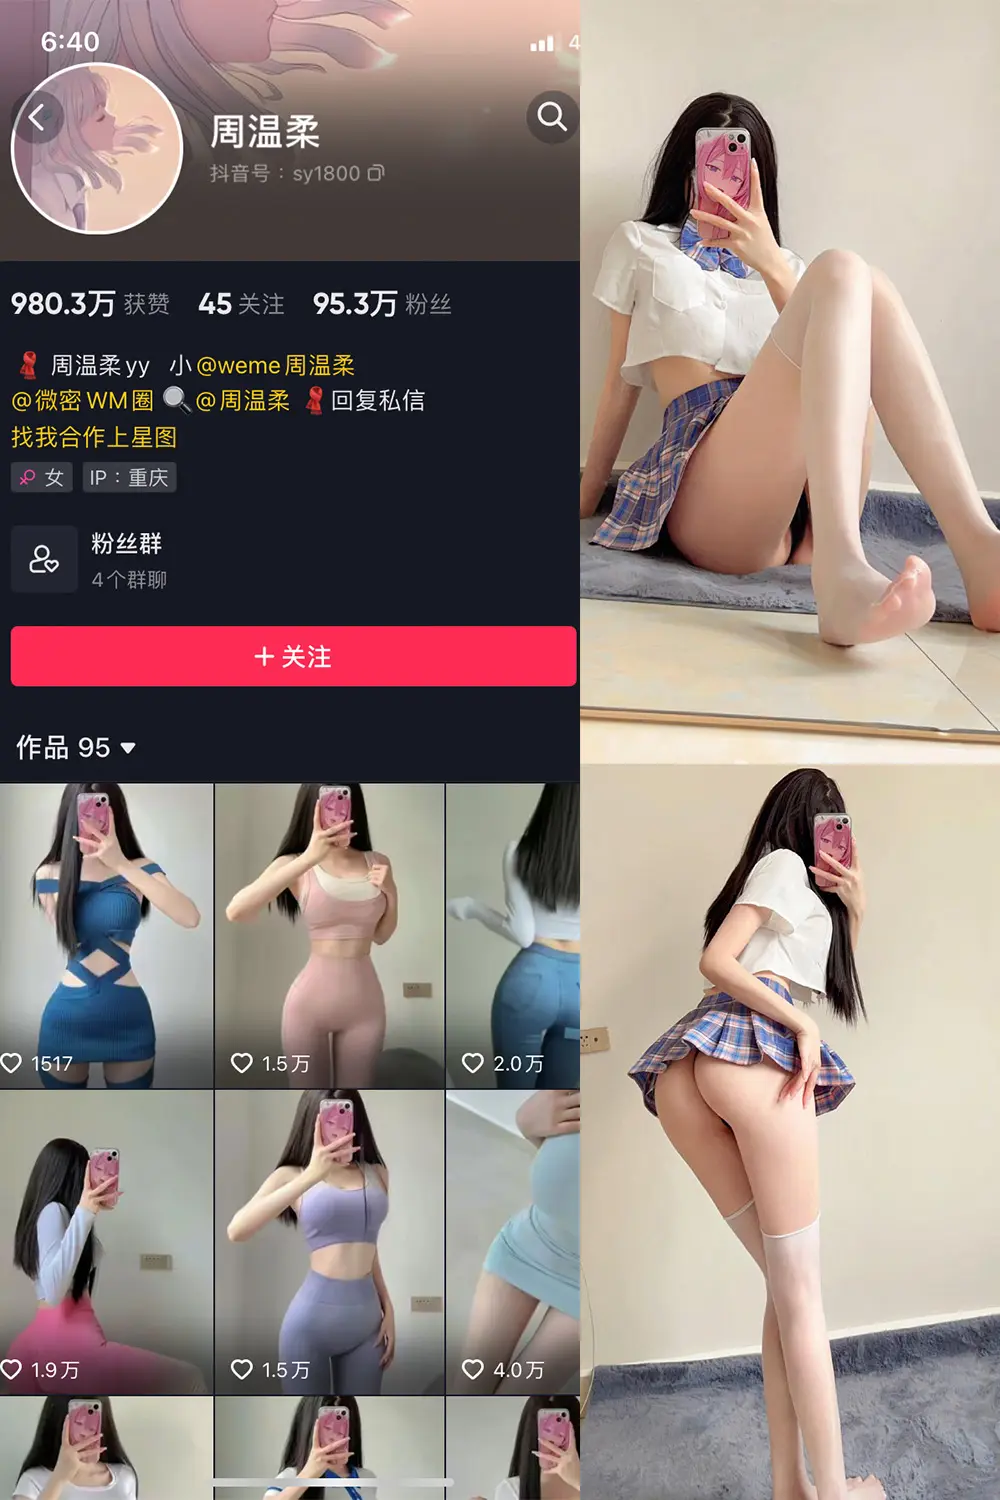 6:40
4
周温柔
抖音号：sy1800
980.3万 获赞 45 关注 95.3万 粉丝
周温柔yy 小@weme周温柔
@微密WM圈 @周温柔 回复私信
找我合作上星图
女 IP：重庆
粉丝群
4个群聊
+ 关注
作品 95
1517 1.5万 2.0万
1.9万 1.5万 4.0万